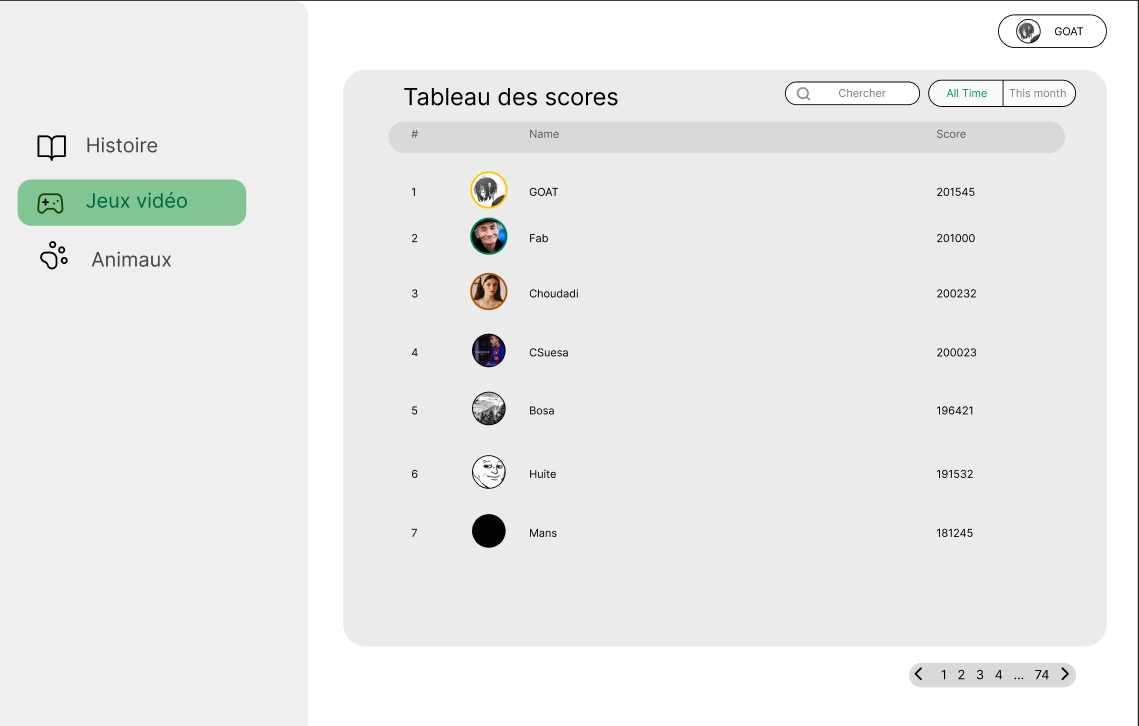 GOAT
Histoire
Jeux vidéo
Animaux
Tableau des scores
Chercher
All Time
This month
# Name Score
1 GOAT 201545
2 Fab 201000
3 Choudadi 200232
4 CSuesa 200023
5 Bosa 196421
6 Huite 191532
7 Mans 181245
1 2 3 4 ... 74